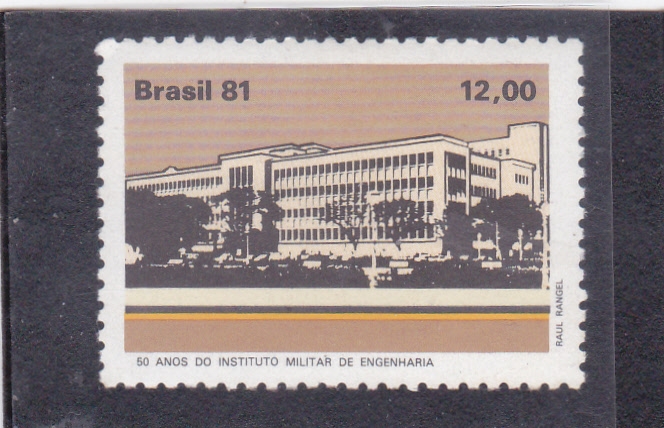 Brasil 81 12,00
50 ANOS DO INSTITUTO MILITAR DE ENGENHARIA
RAUL RANGEL